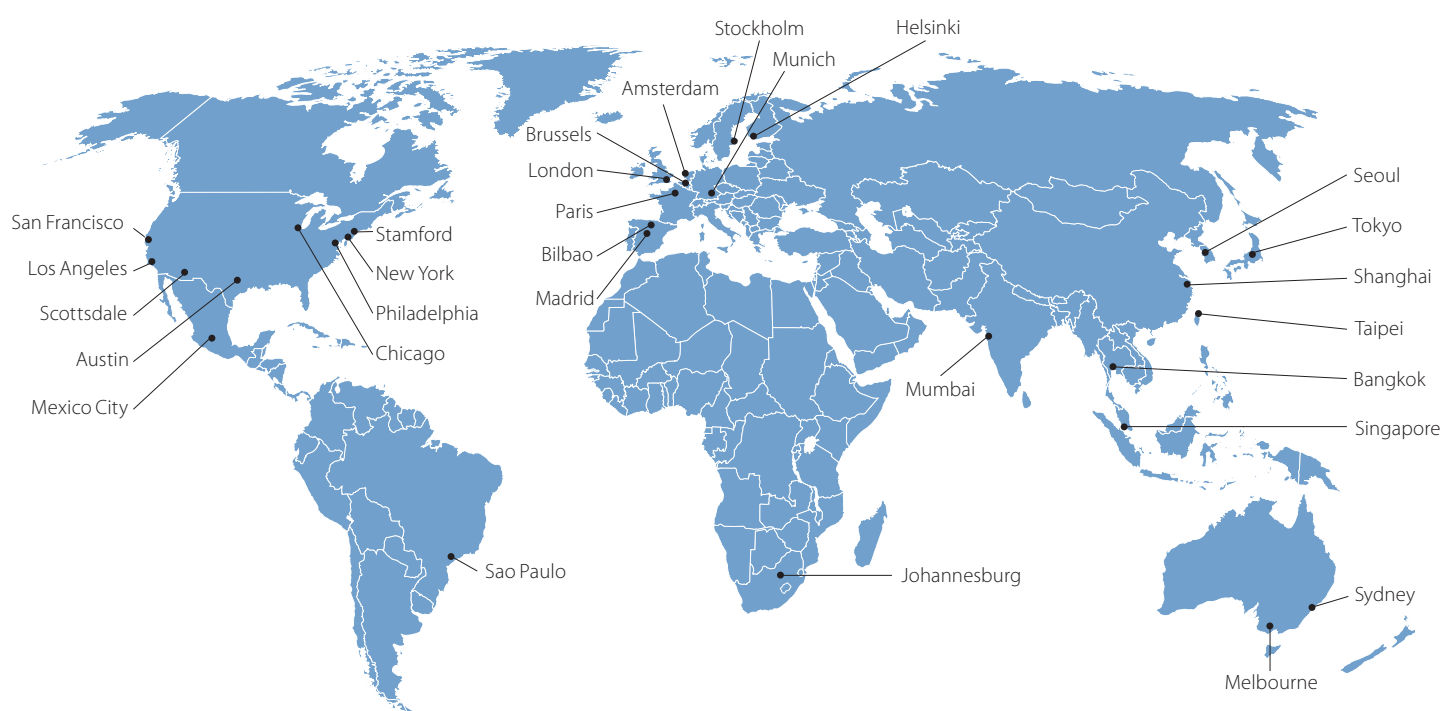 Stockholm
Helsinki
Munich
Amsterdam
Brussels
London
Paris
Bilbao
Madrid
San Francisco
Los Angeles
Scottsdale
Austin
Mexico City
Stamford
New York
Philadelphia
Chicago
Sao Paulo
Johannesburg
Mumbai
Seoul
Tokyo
Shanghai
Taipei
Bangkok
Singapore
Sydney
Melbourne